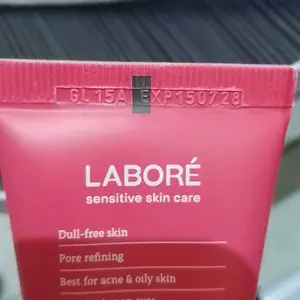 GL15A EXP150728
LABORÉ
sensitive skin care
Dull-free skin
Pore refining
Best for acne & oily skin